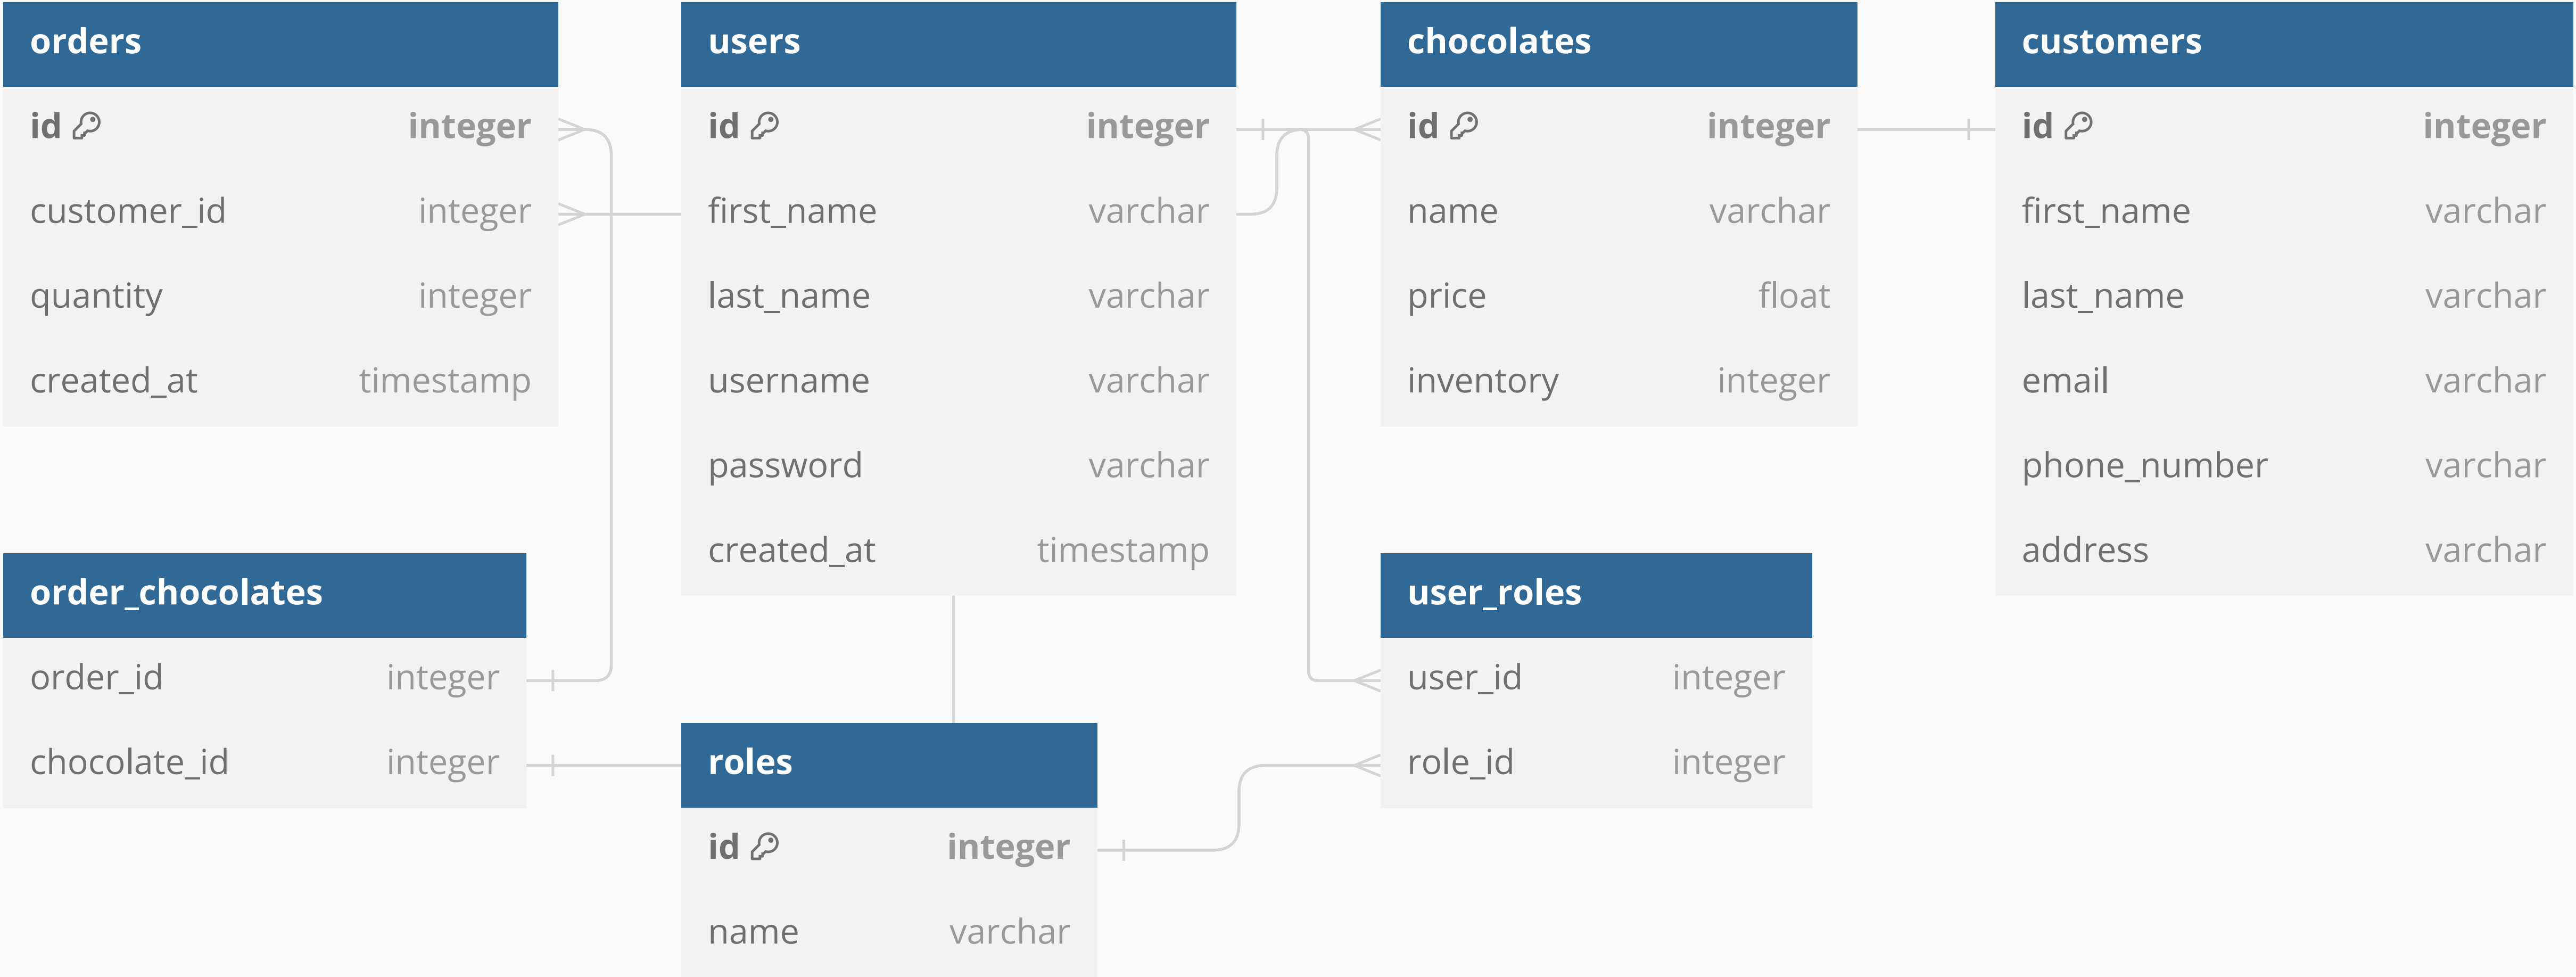 orders
id integer
customer_id integer
quantity integer
created_at timestamp
users
id integer
first_name varchar
last_name varchar
username varchar
password varchar
created_at timestamp
chocolates
id integer
name varchar
price float
inventory integer
customers
id integer
first_name varchar
last_name varchar
email varchar
phone_number varchar
address varchar
order_chocolates
order_id integer
chocolate_id integer
roles
id integer
name varchar
user_roles
user_id integer
role_id integer